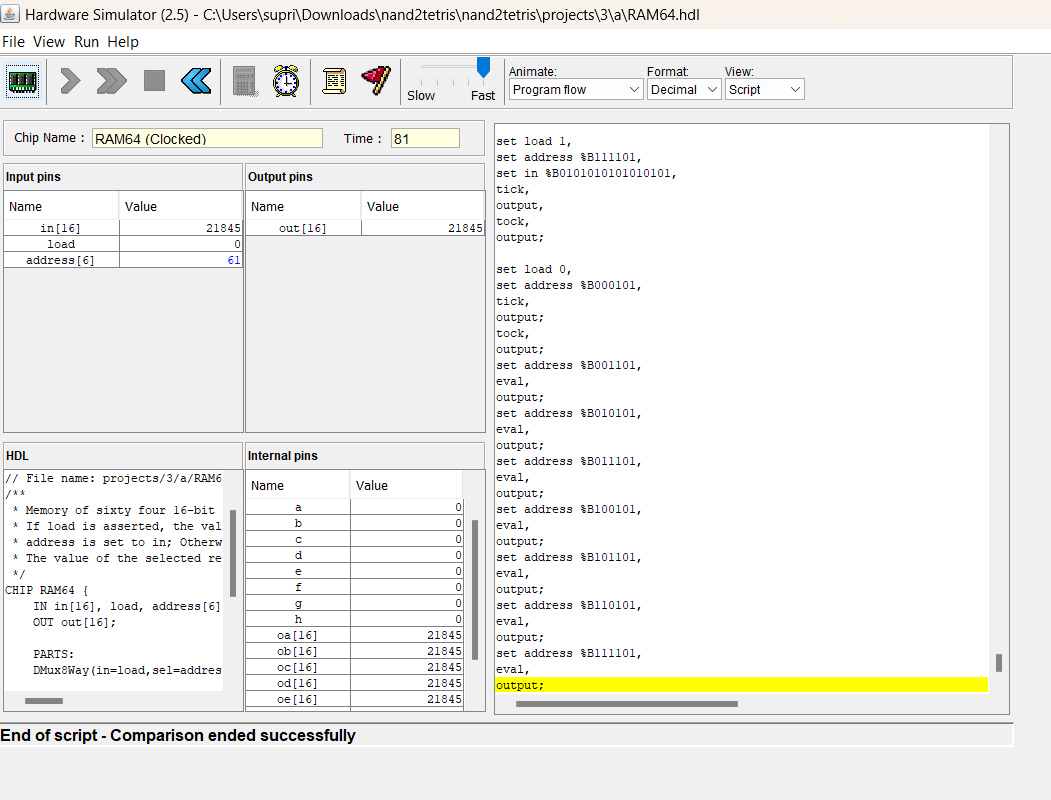 Hardware Simulator (2.5) - C:\Users\supri\Downloads\nand2tetris\nand2tetris\projects\3\a\RAM64.hdl
File View Run Help
Slow Fast
Animate: Format: View:
Program flow Decimal Script
Chip Name : RAM64 (Clocked) Time : 81
Input pins
Name Value
in[16] 21845
load 0
address[6] 61
Output pins
Name Value
out[16] 21845
HDL
// File name: projects/3/a/RAM6
/**
* Memory of sixty four 16-bit
* If load is asserted, the val
* address is set to in; Otherw
* The value of the selected re
*/
CHIP RAM64 {
IN in[16], load, address[6]
OUT out[16];
PARTS:
DMux8Way(in=load,sel=addres
Internal pins
Name Value
a 0
b 0
c 0
d 0
e 0
f 0
g 0
h 0
oa[16] 21845
ob[16] 21845
oc[16] 21845
od[16] 21845
oe[16] 21845
set load 1,
set address %B111101,
set in %B0101010101010101,
tick,
output,
tock,
output;
set load 0,
set address %B000101,
tick,
output;
tock,
output;
set address %B001101,
eval,
output;
set address %B010101,
eval,
output;
set address %B011101,
eval,
output;
set address %B100101,
eval,
output;
set address %B101101,
eval,
output;
set address %B110101,
eval,
output;
set address %B111101,
eval,
output;
End of script - Comparison ended successfully